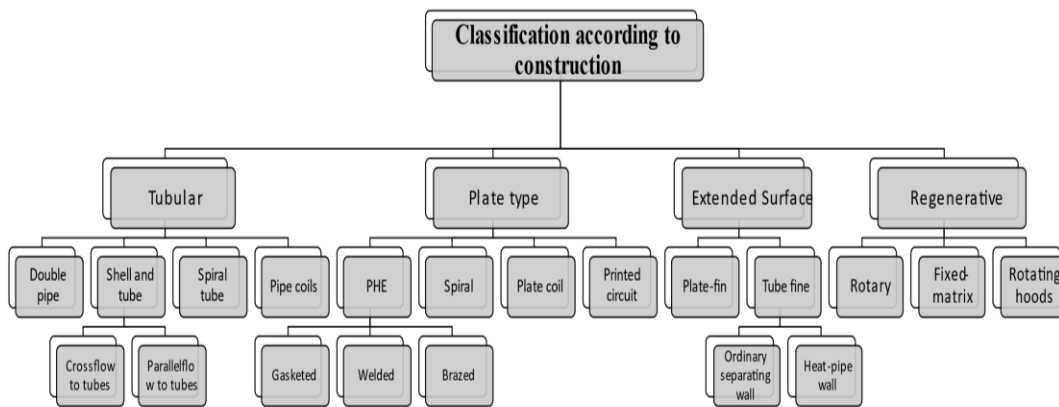 Classification according to
construction
Tubular
Plate type
Extended Surface
Regenerative
Double
pipe
Shell and
tube
Spiral
tube
Pipe coils
PHE
Spiral
Plate coil
Printed
circuit
Plate-fin
Tube fine
Rotary
Fixed-
matrix
Rotating
hoods
Crossflow
to tubes
Parallelflo
w to tubes
Gasketed
Welded
Brazed
Ordinary
separating
wall
Heat-pipe
wall